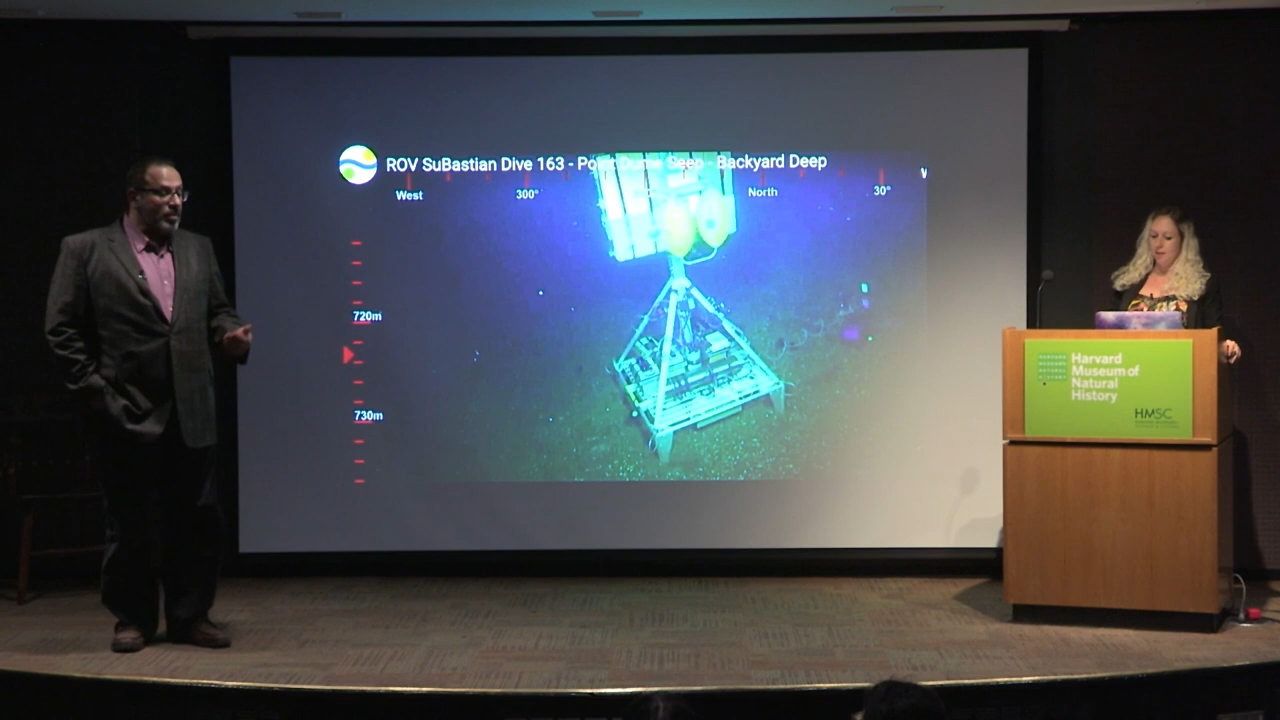 ROV SuBastian Dive 163 - Point Dume Seep - Backyard Deep
West 300° North 30°
720m
730m
Harvard
Museum of
Natural
History
HMSC